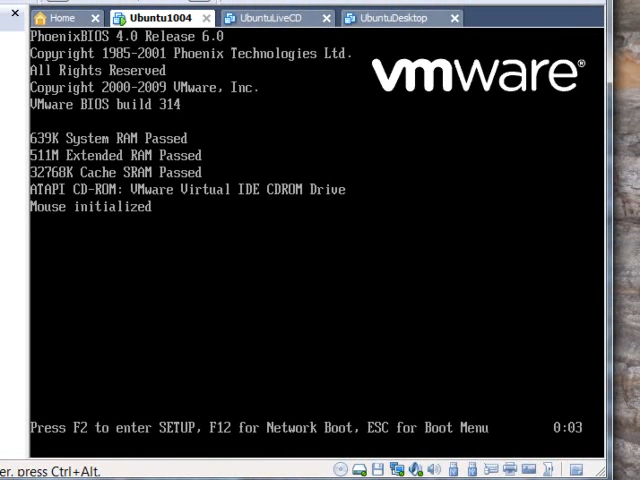 Home
Ubuntu1004
UbuntuLiveCD
UbuntuDesktop
PhoenixBIOS 4.0 Release 6.0
Copyright 1985-2001 Phoenix Technologies Ltd.
All Rights Reserved
Copyright 2000-2009 VMware, Inc.
VMware BIOS build 314
vmware®
639K System RAM Passed
511M Extended RAM Passed
32768K Cache SRAM Passed
ATAPI CD-ROM: VMware Virtual IDE CDROM Drive
Mouse initialized
Press F2 to enter SETUP, F12 for Network Boot, ESC for Boot Menu 0:03
er, press Ctrl+Alt.